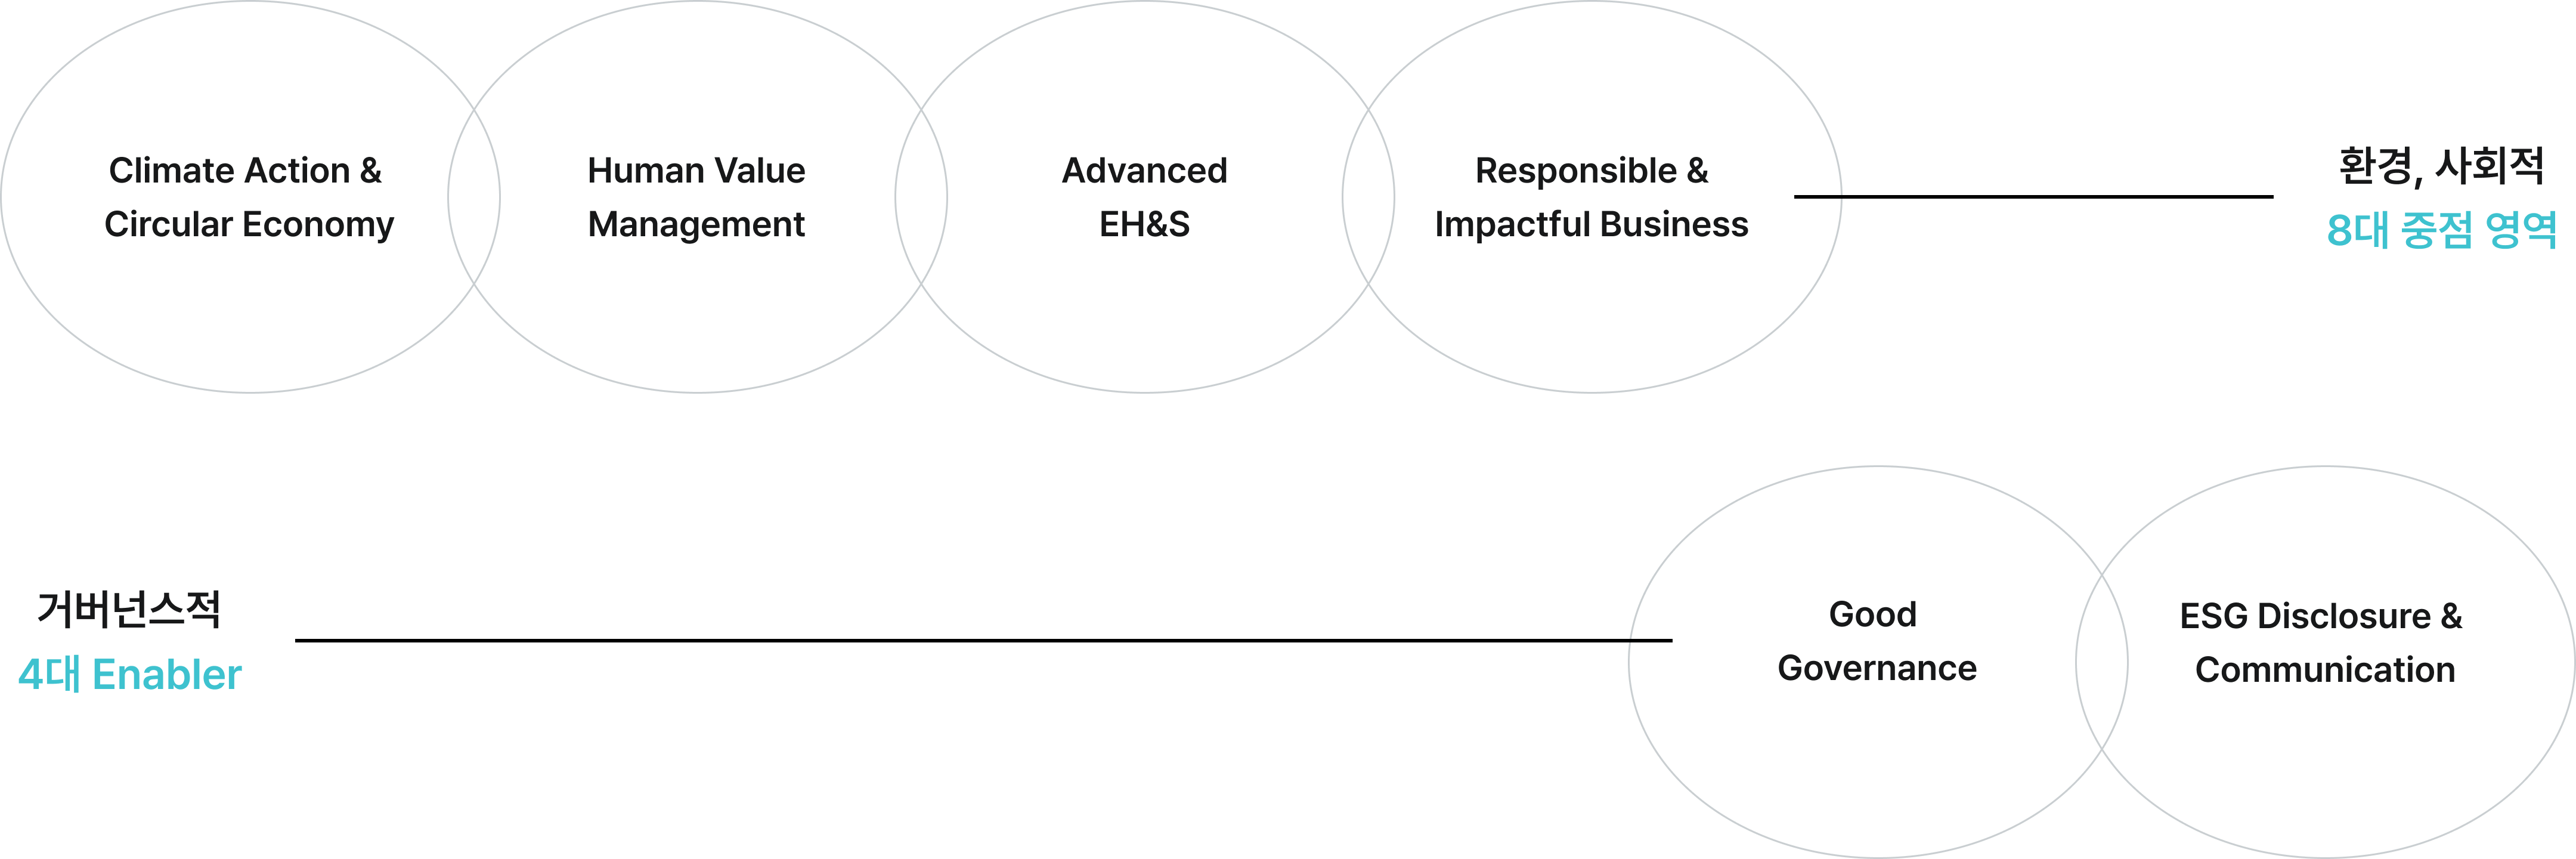 Climate Action &
Circular Economy
Human Value
Management
Advanced
EH&S
Responsible &
Impactful Business
환경, 사회적
8대 중점 영역
거버넌스적
4대 Enabler
Good
Governance
ESG Disclosure &
Communication